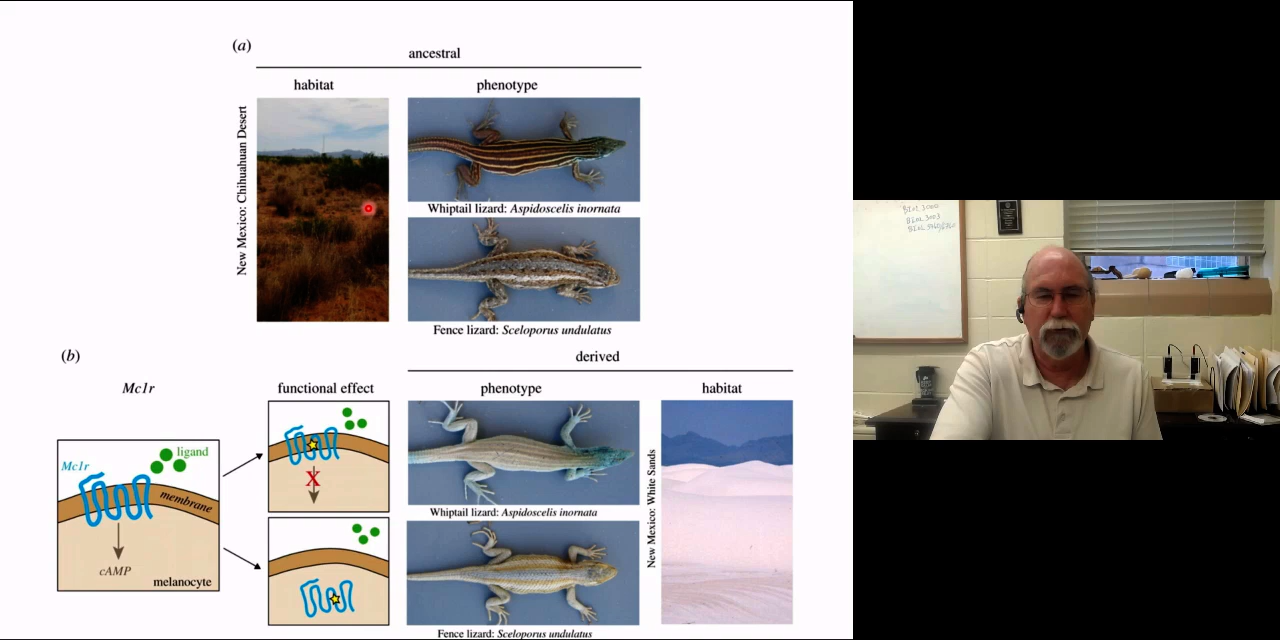 (a)
ancestral
habitat
phenotype
New Mexico: Chihuahuan Desert
Whiptail lizard: Aspidoscelis inornata
Fence lizard: Sceloporus undulatus
(b)
derived
Mc1r
functional effect
phenotype
habitat
Mc1r
ligand
membrane
cAMP
melanocyte
X
Whiptail lizard: Aspidoscelis inornata
New Mexico: White Sands
Fence lizard: Sceloporus undulatus